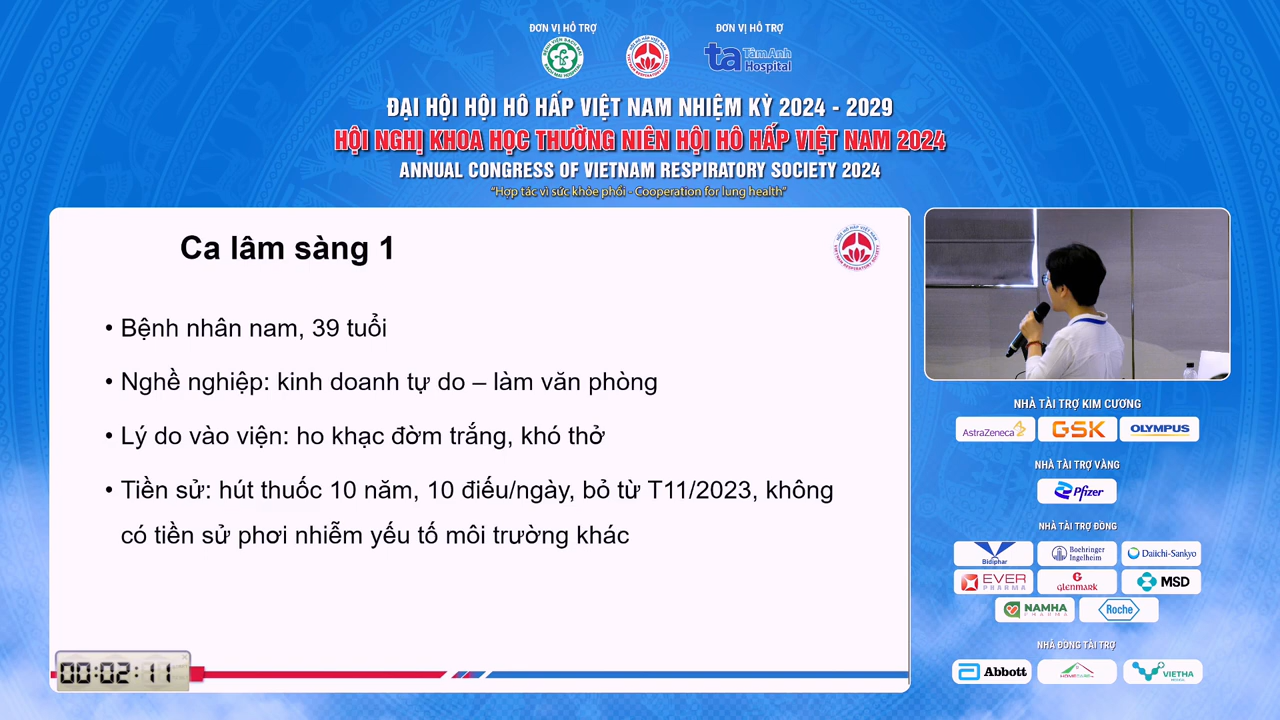 ĐƠN VỊ HỖ TRỢ
ĐƠN VỊ HỖ TRỢ
ta TâmAnh Hospital
ĐẠI HỘI HỘI HÔ HẤP VIỆT NAM NHIỆM KỲ 2024 - 2029
HỘI NGHỊ KHOA HỌC THƯỜNG NIÊN HỘI HÔ HẤP VIỆT NAM 2024
ANNUAL CONGRESS OF VIETNAM RESPIRATORY SOCIETY 2024
"Hợp tác vì sức khỏe phổi - Cooperation for lung health"
Ca lâm sàng 1
• Bệnh nhân nam, 39 tuổi
• Nghề nghiệp: kinh doanh tự do – làm văn phòng
• Lý do vào viện: ho khạc đờm trắng, khó thở
• Tiền sử: hút thuốc 10 năm, 10 điếu/ngày, bỏ từ T11/2023, không
có tiền sử phơi nhiễm yếu tố môi trường khác
00:02:11
NHÀ TÀI TRỢ KIM CƯƠNG
AstraZeneca GSK OLYMPUS
NHÀ TÀI TRỢ VÀNG
Pfizer
NHÀ TÀI TRỢ ĐỒNG
Bidiphar Boehringer Ingelheim Daiichi-Sankyo
EVER PHARMA GLENMARK MSD
NAMHA PHARMA Roche
NHÀ ĐỒNG TÀI TRỢ
Abbott VIETHA